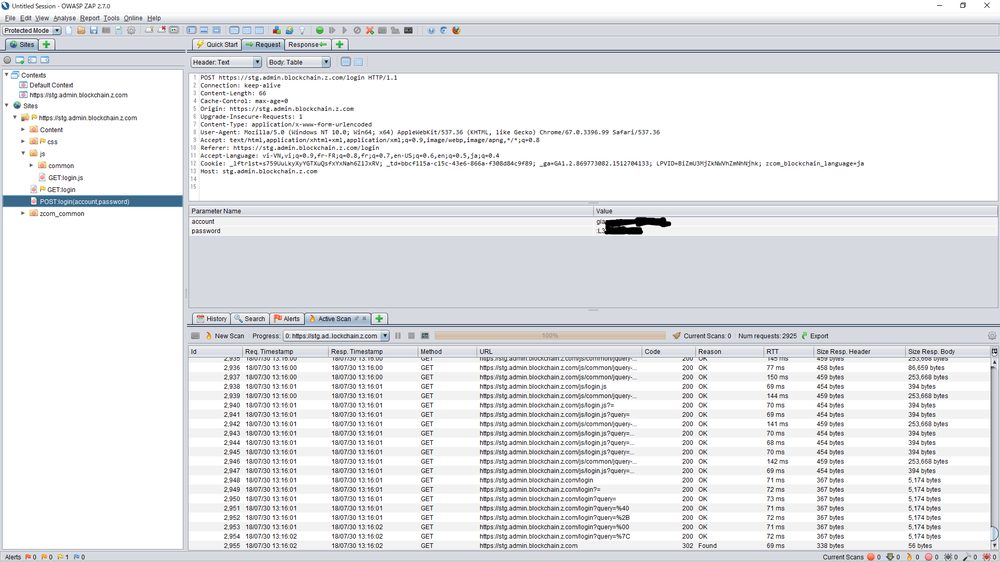 Untitled Session - OWASP ZAP 2.7.0
File Edit View Analyse Report Tools Online Help
Protected Mode
Sites
Quick Start Request Response
Header: Text Body: Table
Contexts
Default Context
https://stg.admin.blockchain.z.com
Sites
https://stg.admin.blockchain.z.com
Content
css
js
common
GET:login.js
GET:login
POST:login(account,password)
zcom_common
1 POST https://stg.admin.blockchain.z.com/login HTTP/1.1
2 Connection: keep-alive
3 Content-Length: 66
4 Cache-Control: max-age=0
5 Origin: https://stg.admin.blockchain.z.com
6 Upgrade-Insecure-Requests: 1
7 Content-Type: application/x-www-form-urlencoded
8 User-Agent: Mozilla/5.0 (Windows NT 10.0; Win64; x64) AppleWebKit/537.36 (KHTML, like Gecko) Chrome/67.0.3396.99 Safari/537.36
9 Accept: text/html,application/xhtml+xml,application/xml;q=0.9,image/webp,image/apng,*/*;q=0.8
10 Referer: https://stg.admin.blockchain.z.com/login
11 Accept-Language: vi-VN,vi;q=0.9,fr-FR;q=0.8,fr;q=0.7,en-US;q=0.6,en;q=0.5,ja;q=0.4
12 Cookie: _lftr1st=s759UuLkyXyYGTXuQsfxYxNah6Z1JxRV; _td=bbcf115a-c15c-43e6-866a-f308d84c9f89; _ga=GA1.2.869773082.1512704133; LPVID=BiZmU3MjZkNWVhZmNhNjhk; zcom_blockchain_language=ja
13 Host: stg.admin.blockchain.z.com
14
15
Parameter Name Value
account gia
password :L3
History Search Alerts Active Scan
New Scan Progress: 0: https://stg.ad..lockchain.z.com 100% Current Scans: 0 Num requests: 2925 Export
Id Req. Timestamp Resp. Timestamp Method URL Code Reason RTT Size Resp. Header Size Resp. Body
2,935 18/07/30 13:16:00 18/07/30 13:16:00 GET https://stg.admin.blockchain.z.com/js/common/jquery-... 200 OK 145 ms 459 bytes 253,668 bytes
2,936 18/07/30 13:16:00 18/07/30 13:16:00 GET https://stg.admin.blockchain.z.com/js/common/jquery-... 200 OK 77 ms 458 bytes 86,659 bytes
2,937 18/07/30 13:16:00 18/07/30 13:16:00 GET https://stg.admin.blockchain.z.com/js/common/jquery-... 200 OK 150 ms 459 bytes 253,668 bytes
2,938 18/07/30 13:16:01 18/07/30 13:16:01 GET https://stg.admin.blockchain.z.com/js/login.js 200 OK 69 ms 454 bytes 394 bytes
2,939 18/07/30 13:16:00 18/07/30 13:16:01 GET https://stg.admin.blockchain.z.com/js/common/jquery-... 200 OK 144 ms 459 bytes 253,668 bytes
2,940 18/07/30 13:16:01 18/07/30 13:16:01 GET https://stg.admin.blockchain.z.com/js/login.js?= 200 OK 70 ms 454 bytes 394 bytes
2,941 18/07/30 13:16:01 18/07/30 13:16:01 GET https://stg.admin.blockchain.z.com/js/login.js?query= 200 OK 69 ms 454 bytes 394 bytes
2,942 18/07/30 13:16:01 18/07/30 13:16:01 GET https://stg.admin.blockchain.z.com/js/common/jquery-... 200 OK 141 ms 459 bytes 253,668 bytes
2,943 18/07/30 13:16:01 18/07/30 13:16:01 GET https://stg.admin.blockchain.z.com/js/login.js?query=... 200 OK 70 ms 454 bytes 394 bytes
2,944 18/07/30 13:16:01 18/07/30 13:16:01 GET https://stg.admin.blockchain.z.com/js/login.js?query=... 200 OK 68 ms 454 bytes 394 bytes
2,945 18/07/30 13:16:01 18/07/30 13:16:01 GET https://stg.admin.blockchain.z.com/js/login.js?query=... 200 OK 70 ms 454 bytes 394 bytes
2,946 18/07/30 13:16:01 18/07/30 13:16:01 GET https://stg.admin.blockchain.z.com/js/common/jquery-... 200 OK 142 ms 459 bytes 253,668 bytes
2,947 18/07/30 13:16:01 18/07/30 13:16:01 GET https://stg.admin.blockchain.z.com/js/login.js?query=... 200 OK 69 ms 454 bytes 394 bytes
2,948 18/07/30 13:16:01 18/07/30 13:16:01 GET https://stg.admin.blockchain.z.com/login 200 OK 71 ms 367 bytes 5,174 bytes
2,949 18/07/30 13:16:01 18/07/30 13:16:01 GET https://stg.admin.blockchain.z.com/login?= 200 OK 72 ms 367 bytes 5,174 bytes
2,950 18/07/30 13:16:01 18/07/30 13:16:01 GET https://stg.admin.blockchain.z.com/login?query= 200 OK 73 ms 367 bytes 5,174 bytes
2,951 18/07/30 13:16:01 18/07/30 13:16:01 GET https://stg.admin.blockchain.z.com/login?query=%40 200 OK 71 ms 367 bytes 5,174 bytes
2,952 18/07/30 13:16:01 18/07/30 13:16:01 GET https://stg.admin.blockchain.z.com/login?query=%2B 200 OK 72 ms 367 bytes 5,174 bytes
2,953 18/07/30 13:16:01 18/07/30 13:16:02 GET https://stg.admin.blockchain.z.com/login?query=%00 200 OK 71 ms 367 bytes 5,174 bytes
2,954 18/07/30 13:16:02 18/07/30 13:16:02 GET https://stg.admin.blockchain.z.com/login?query=%7C 200 OK 72 ms 367 bytes 5,174 bytes
2,955 18/07/30 13:16:02 18/07/30 13:16:02 GET https://stg.admin.blockchain.z.com 302 Found 69 ms 338 bytes 56 bytes
Alerts 0 0 1 0 Current Scans 0 0 0 0 0 0 0